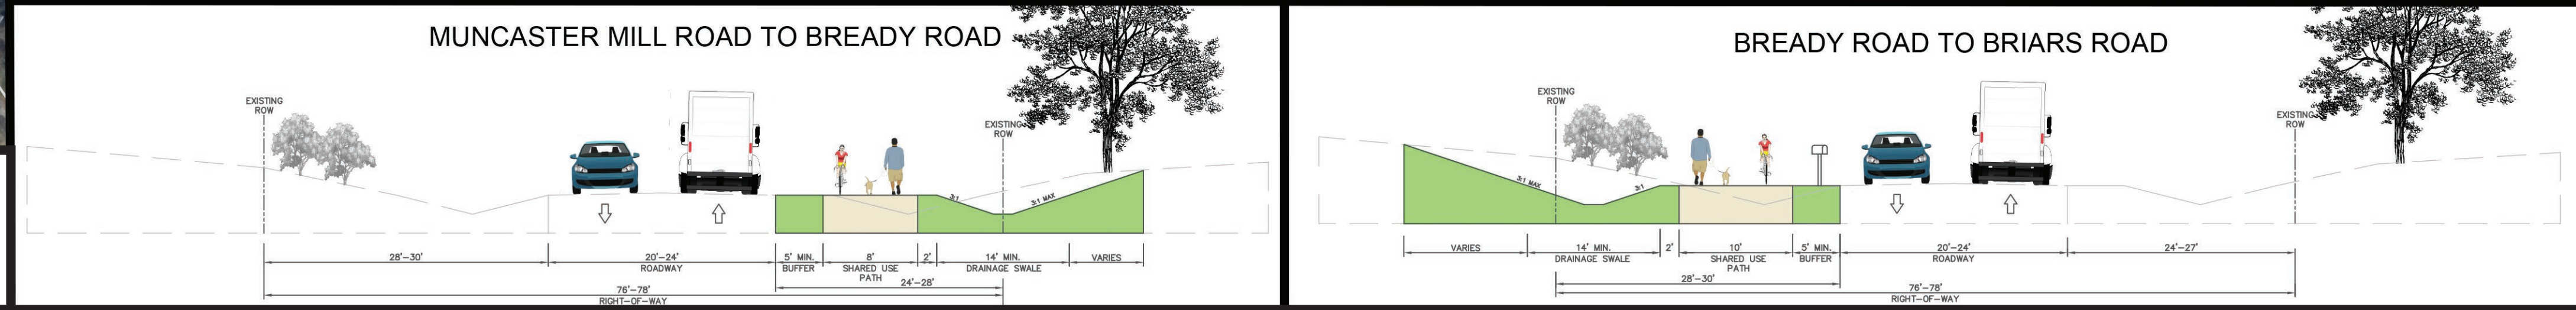 MUNCASTER MILL ROAD TO BREADY ROAD
EXISTING
ROW
EXISTING
ROW
3:1
3:1 MAX
28'-30'
20'-24'
ROADWAY
5' MIN.
BUFFER
8'
SHARED USE
PATH
2'
14' MIN.
DRAINAGE SWALE
VARIES
24'-28'
76'-78'
RIGHT-OF-WAY
BREADY ROAD TO BRIARS ROAD
EXISTING
ROW
EXISTING
ROW
3:1 MAX
3:1
VARIES
14' MIN.
DRAINAGE SWALE
2'
10'
SHARED USE
PATH
5' MIN.
BUFFER
20'-24'
ROADWAY
24'-27'
28'-30'
76'-78'
RIGHT-OF-WAY